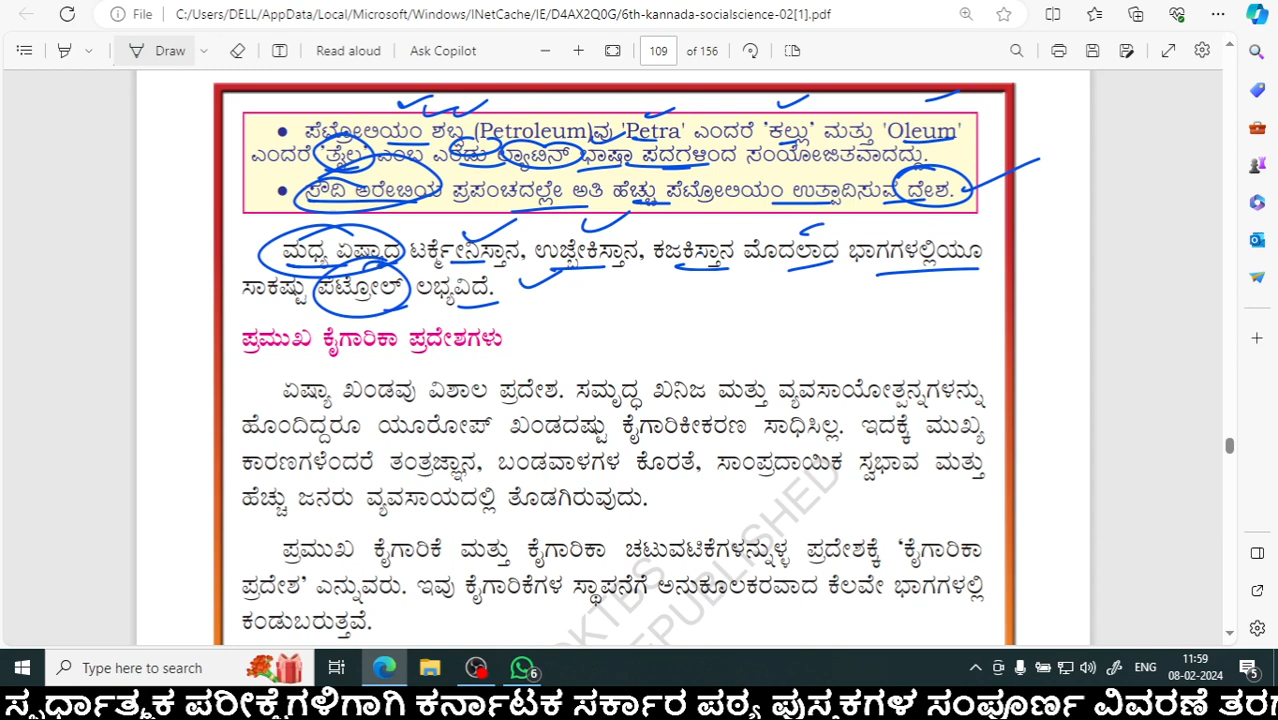 File C:/Users/DELL/AppData/Local/Microsoft/Windows/INetCache/IE/D4AX2Q0G/6th-kannada-socialscience-02[1].pdf
Draw Read aloud Ask Copilot 109 of 156
• ಪೆಟ್ರೋಲಿಯಂ ಶಬ್ದ (Petroleum)ವು 'Petra' ಎಂದರೆ 'ಕಲ್ಲು' ಮತ್ತು 'Oleum'
ಎಂದರೆ 'ತೈಲ' ಎಂಬ ಎರಡು ಲ್ಯಾಟಿನ್ ಭಾಷಾ ಪದಗಳಿಂದ ಸಂಯೋಜಿತವಾದದ್ದು.
• ಸೌದಿ ಅರೇಬಿಯ ಪ್ರಪಂಚದಲ್ಲೇ ಅತಿ ಹೆಚ್ಚು ಪೆಟ್ರೋಲಿಯಂ ಉತ್ಪಾದಿಸುವ ದೇಶ.
ಮಧ್ಯ ಏಷ್ಯಾದ ಟರ್ಕ್ಮೇನಿಸ್ತಾನ, ಉಜ್ಬೇಕಿಸ್ತಾನ, ಕಜಕಿಸ್ತಾನ ಮೊದಲಾದ ಭಾಗಗಳಲ್ಲಿಯೂ
ಸಾಕಷ್ಟು ಪೆಟ್ರೋಲ್ ಲಭ್ಯವಿದೆ.
ಪ್ರಮುಖ ಕೈಗಾರಿಕಾ ಪ್ರದೇಶಗಳು
ಏಷ್ಯಾ ಖಂಡವು ವಿಶಾಲ ಪ್ರದೇಶ. ಸಮೃದ್ಧ ಖನಿಜ ಮತ್ತು ವ್ಯವಸಾಯೋತ್ಪನ್ನಗಳನ್ನು
ಹೊಂದಿದ್ದರೂ ಯೂರೋಪ್ ಖಂಡದಷ್ಟು ಕೈಗಾರಿಕೀಕರಣ ಸಾಧಿಸಿಲ್ಲ. ಇದಕ್ಕೆ ಮುಖ್ಯ
ಕಾರಣಗಳೆಂದರೆ ತಂತ್ರಜ್ಞಾನ, ಬಂಡವಾಳಗಳ ಕೊರತೆ, ಸಾಂಪ್ರದಾಯಿಕ ಸ್ವಭಾವ ಮತ್ತು
ಹೆಚ್ಚು ಜನರು ವ್ಯವಸಾಯದಲ್ಲಿ ತೊಡಗಿರುವುದು.
ಪ್ರಮುಖ ಕೈಗಾರಿಕೆ ಮತ್ತು ಕೈಗಾರಿಕಾ ಚಟುವಟಿಕೆಗಳನ್ನುಳ್ಳ ಪ್ರದೇಶಕ್ಕೆ 'ಕೈಗಾರಿಕಾ
ಪ್ರದೇಶ' ಎನ್ನುವರು. ಇವು ಕೈಗಾರಿಕೆಗಳ ಸ್ಥಾಪನೆಗೆ ಅನುಕೂಲಕರವಾದ ಕೆಲವೇ ಭಾಗಗಳಲ್ಲಿ
ಕಂಡುಬರುತ್ತವೆ.
KTBS
REPUBLISHED
Type here to search 6 ENG 11:59
08-02-2024 5
ಸ್ಪರ್ಧಾತ್ಮಕ ಪರೀಕ್ಷೆಗಳಿಗಾಗಿ ಕರ್ನಾಟಕ ಸರ್ಕಾರ ಪಠ್ಯ ಪುಸ್ತಕಗಳ ಸಂಪೂರ್ಣ ವಿವರಣೆ ತರಗ